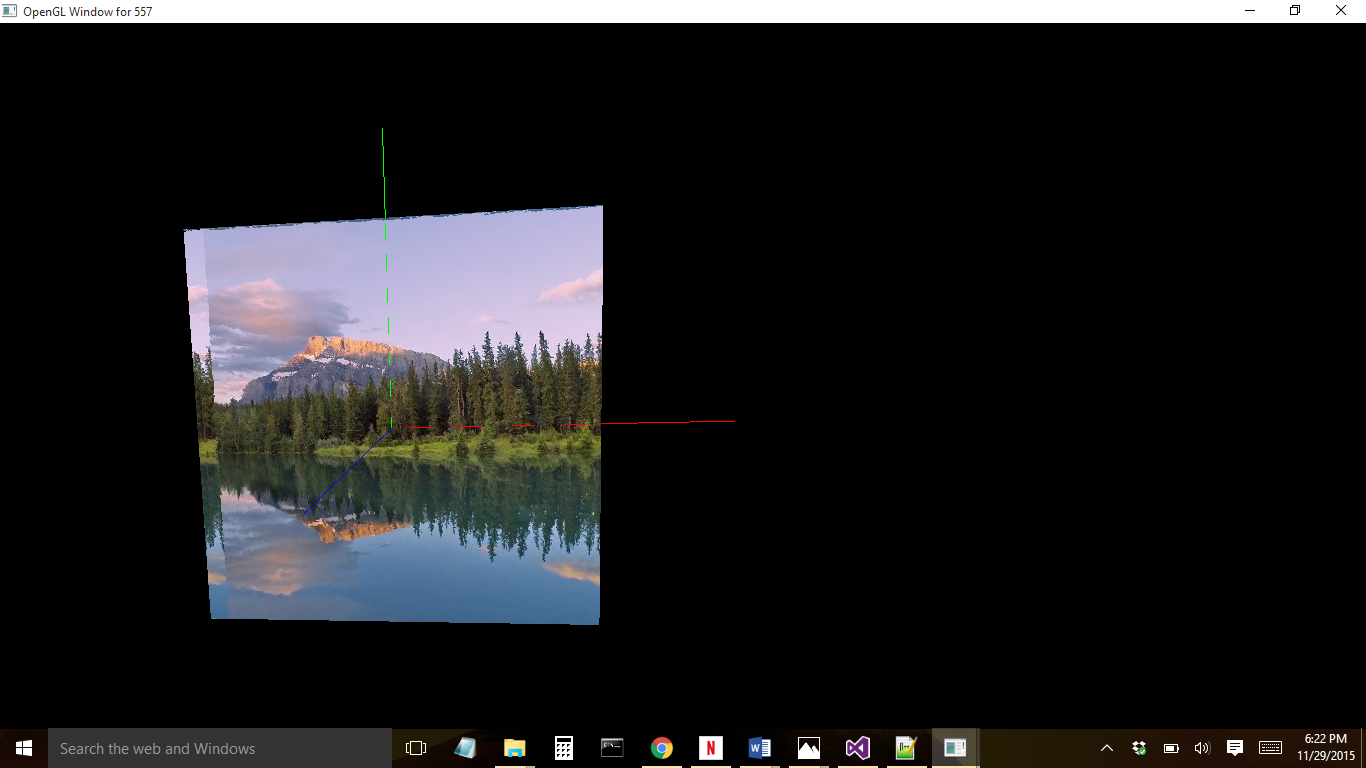 OpenGL Window for 557
Search the web and Windows
N
W
6:22 PM
11/29/2015